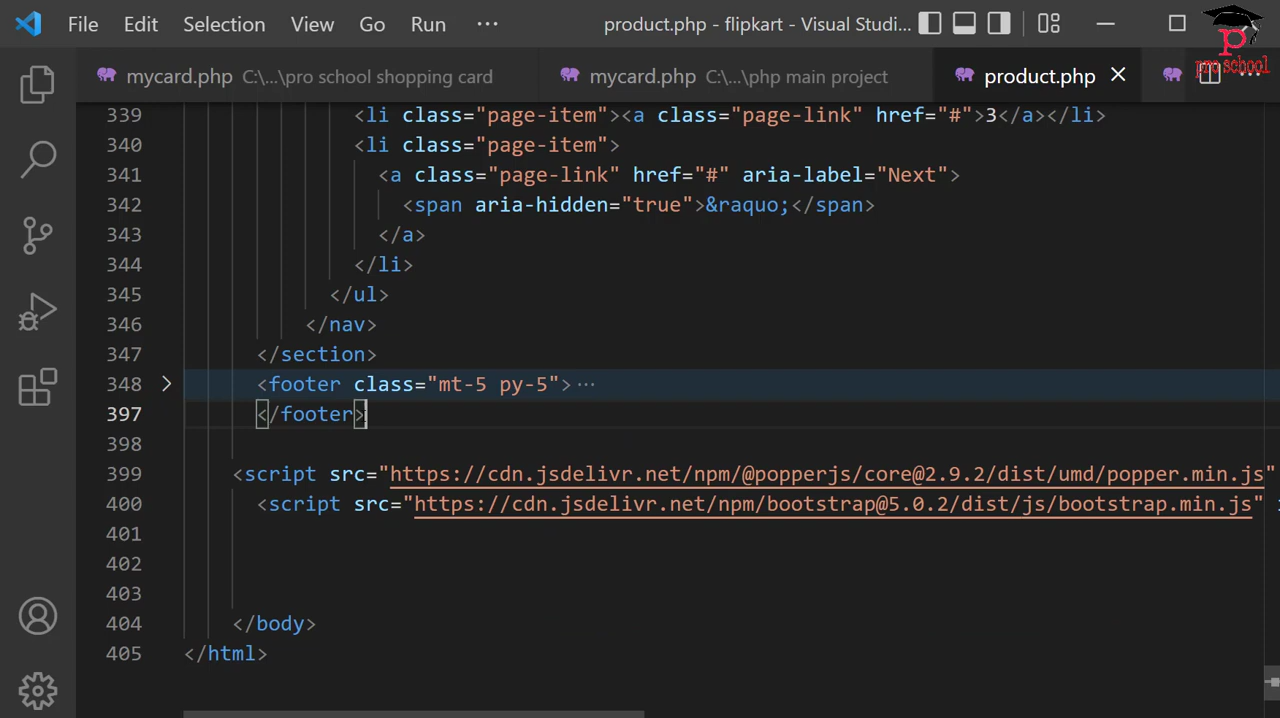 File Edit Selection View Go Run ··· product.php - flipkart - Visual Studi...
pro school
mycard.php C:\...\pro school shopping card mycard.php C:\...\php main project product.php
339 <li class="page-item"><a class="page-link" href="#">3</a></li>
340 <li class="page-item">
341 <a class="page-link" href="#" aria-label="Next">
342 <span aria-hidden="true">&raquo;</span>
343 </a>
344 </li>
345 </ul>
346 </nav>
347 </section>
348 <footer class="mt-5 py-5">···
397 </footer>
398
399 <script src="https://cdn.jsdelivr.net/npm/@popperjs/core@2.9.2/dist/umd/popper.min.js"
400 <script src="https://cdn.jsdelivr.net/npm/bootstrap@5.0.2/dist/js/bootstrap.min.js"
401
402
403
404 </body>
405 </html>